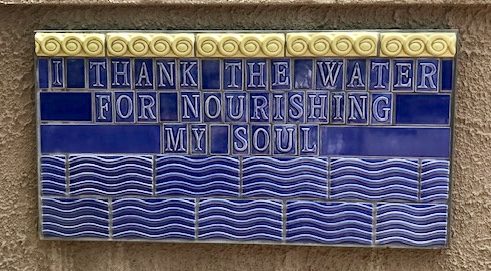 I THANK THE WATER
FOR NOURISHING
MY SOUL